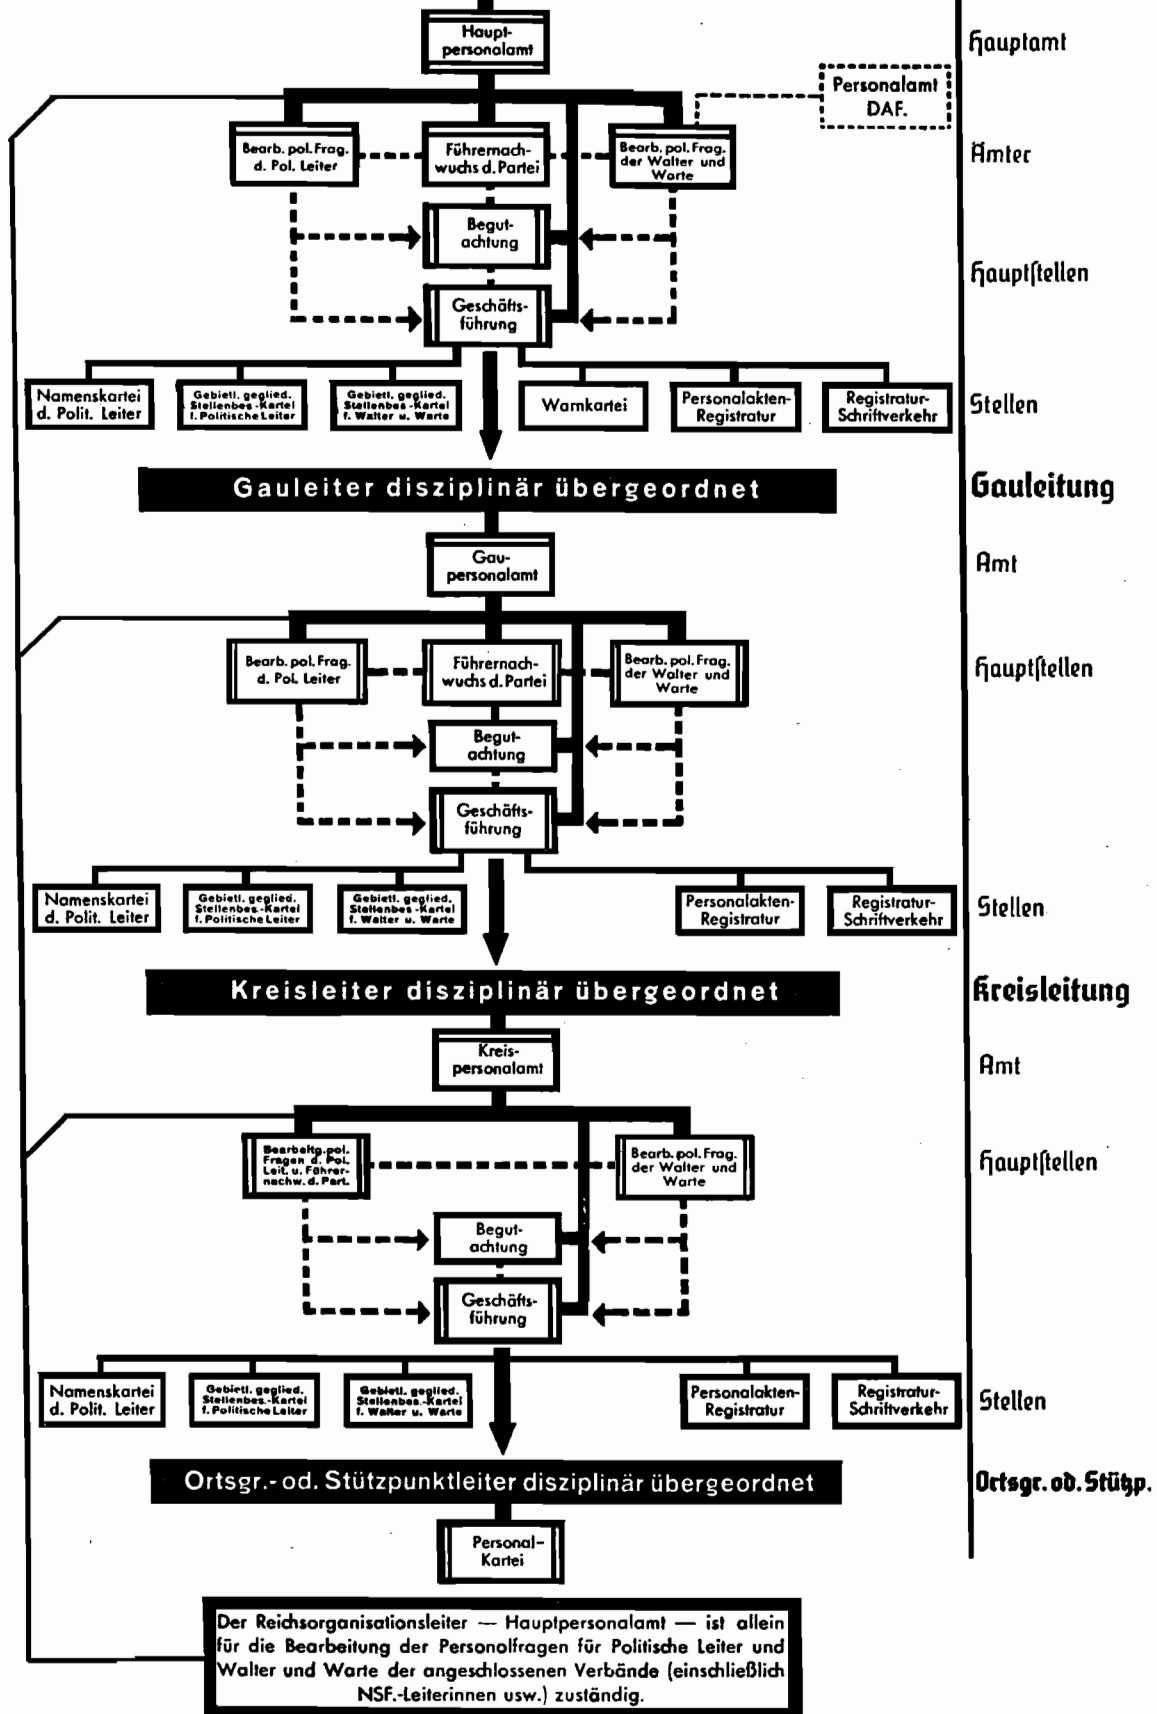 Haupt-
personalamt
Hauptamt
Personalamt
DAF.
Bearb. pol. Frag.
d. Pol. Leiter
Führernach-
wuchs d. Partei
Bearb. pol. Frag.
der Walter und
Warte
Ämter
Begut-
achtung
Hauptstellen
Geschäfts-
führung
Namenskartei
d. Polit. Leiter
Gebietl. geglied.
Stellenbes.-Kartei
f. Politische Leiter
Gebietl. geglied.
Stellenbes.-Kartei
f. Walter u. Warte
Warnkartei
Personalakten-
Registratur
Registratur-
Schriftverkehr
Stellen
Gauleiter disziplinär übergeordnet
Gauleitung
Gau-
personalamt
Amt
Bearb. pol. Frag.
d. Pol. Leiter
Führernach-
wuchs d. Partei
Bearb. pol. Frag.
der Walter und
Warte
Hauptstellen
Begut-
achtung
Geschäfts-
führung
Namenskartei
d. Polit. Leiter
Gebietl. geglied.
Stellenbes.-Kartei
f. Politische Leiter
Gebietl. geglied.
Stellenbes.-Kartei
f. Walter u. Warte
Personalakten-
Registratur
Registratur-
Schriftverkehr
Stellen
Kreisleiter disziplinär übergeordnet
Kreisleitung
Kreis-
personalamt
Amt
Bearbeitg. pol.
Fragen d. Pol.
Leit. u. Führer-
nachw. d. Part.
Bearb. pol. Frag.
der Walter und
Warte
Hauptstellen
Begut-
achtung
Geschäfts-
führung
Namenskartei
d. Polit. Leiter
Gebietl. geglied.
Stellenbes.-Kartei
f. Politische Leiter
Gebietl. geglied.
Stellenbes.-Kartei
f. Walter u. Warte
Personalakten-
Registratur
Registratur-
Schriftverkehr
Stellen
Ortsgr.- od. Stützpunktleiter disziplinär übergeordnet
Ortsgr. od. Stützp.
Personal-
Kartei
Der Reichsorganisationsleiter — Hauptpersonalamt — ist allein
für die Bearbeitung der Personolfragen für Politische Leiter und
Walter und Warte der angeschlossenen Verbände (einschließlich
NSF.-Leiterinnen usw.) zuständig.